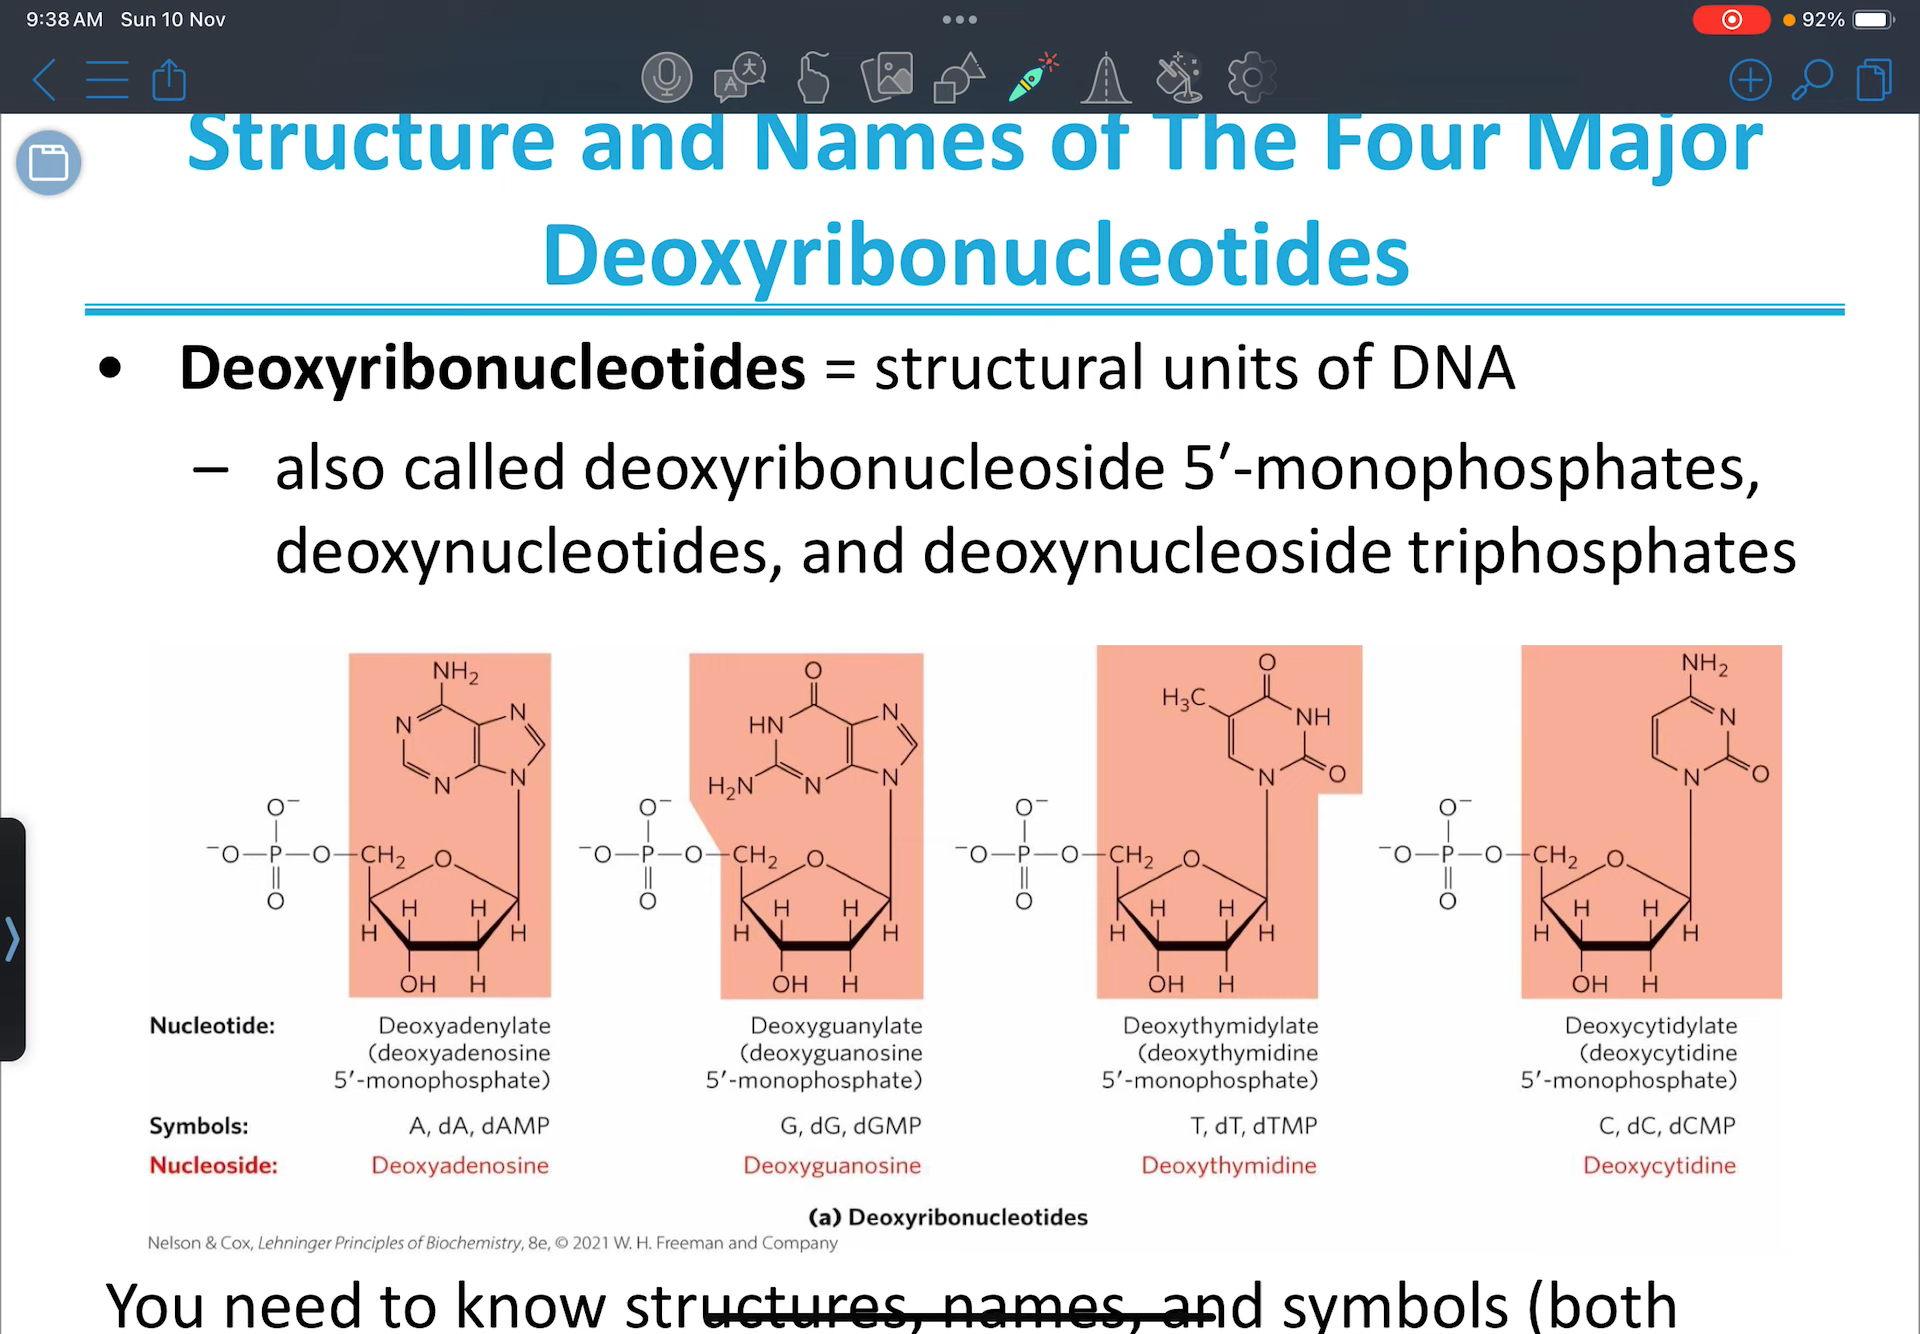 9:38 AM Sun 10 Nov
92%
Structure and Names of The Four Major
Deoxyribonucleotides
• Deoxyribonucleotides = structural units of DNA
– also called deoxyribonucleoside 5′-monophosphates,
deoxynucleotides, and deoxynucleoside triphosphates
NH₂ O O NH₂
H₃C
N N HN N NH N
N N H₂N N N N O N O
O⁻ O⁻ O⁻ O⁻
⁻O—P—O—CH₂ O ⁻O—P—O—CH₂ O ⁻O—P—O—CH₂ O ⁻O—P—O—CH₂ O
O O O O
H H H H H H H H
H H H H H H H H
OH H OH H OH H OH H
Nucleotide: Deoxyadenylate Deoxyguanylate Deoxythymidylate Deoxycytidylate
(deoxyadenosine (deoxyguanosine (deoxythymidine (deoxycytidine
5′-monophosphate) 5′-monophosphate) 5′-monophosphate) 5′-monophosphate)
Symbols: A, dA, dAMP G, dG, dGMP T, dT, dTMP C, dC, dCMP
Nucleoside: Deoxyadenosine Deoxyguanosine Deoxythymidine Deoxycytidine
(a) Deoxyribonucleotides
Nelson & Cox, Lehninger Principles of Biochemistry, 8e, © 2021 W. H. Freeman and Company
You need to know structures, names, and symbols (both